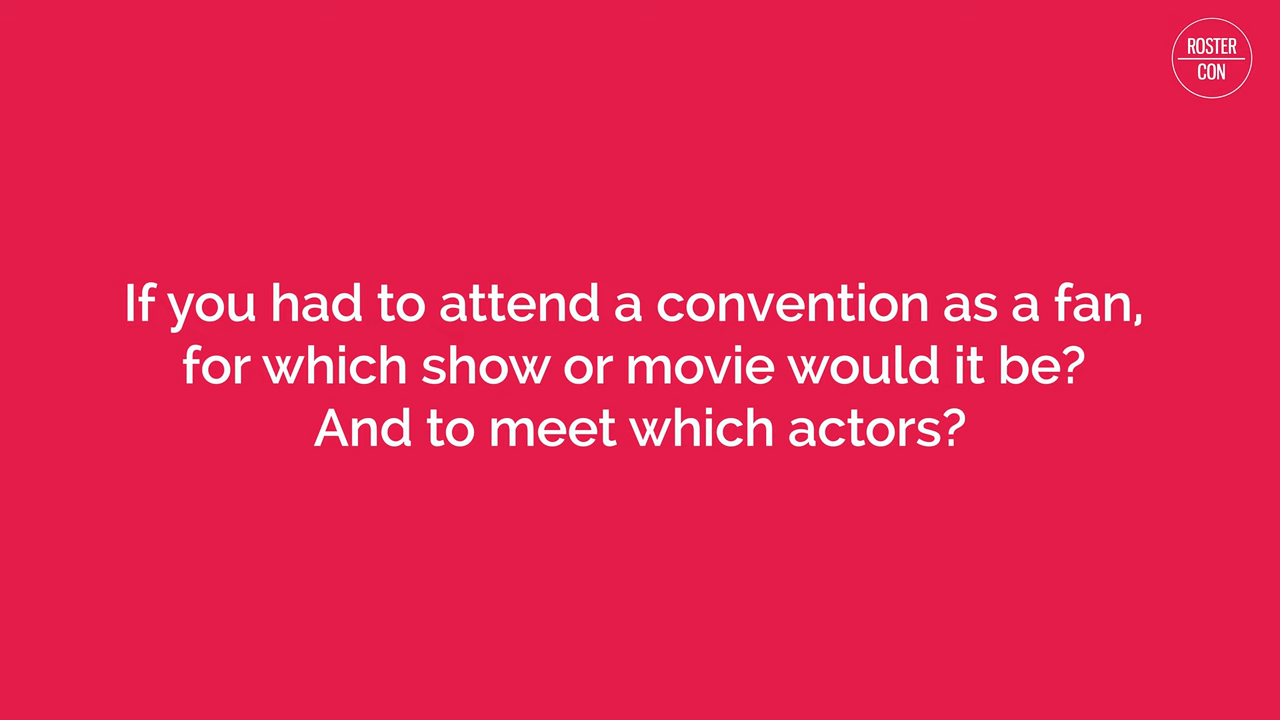 ROSTER
CON
If you had to attend a convention as a fan,
for which show or movie would it be?
And to meet which actors?